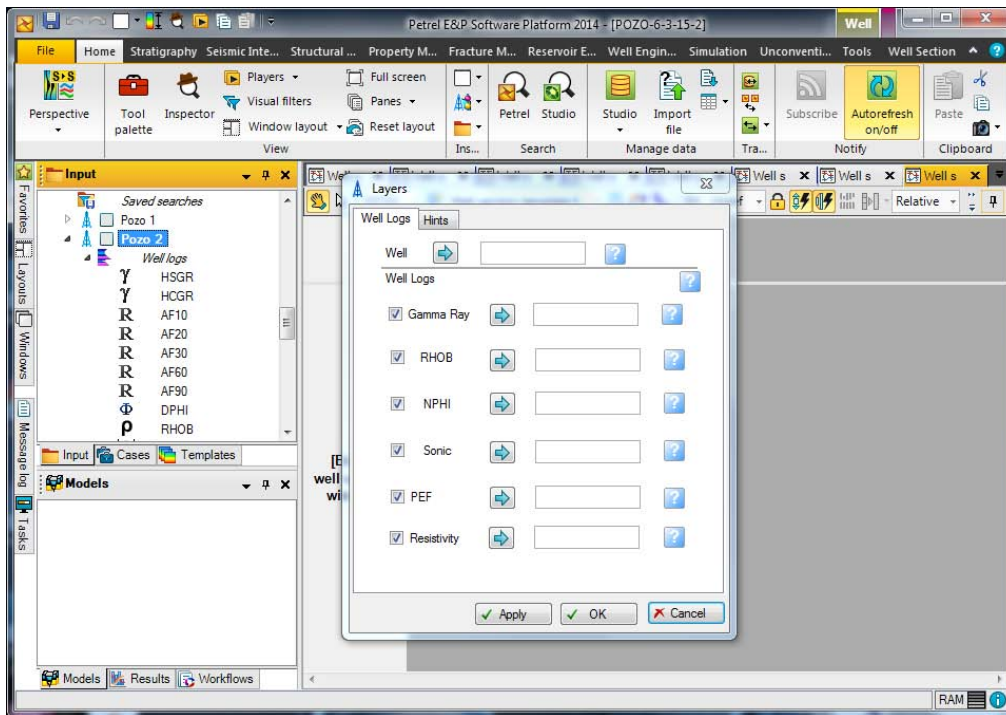 Petrel E&P Software Platform 2014 - [POZO-6-3-15-2]
Well
File Home Stratigraphy Seismic Inte... Structural ... Property M... Fracture M... Reservoir E... Well Engin... Simulation Unconventi... Tools Well Section
Perspective
Tool palette
Inspector
Players
Visual filters
Window layout
Full screen
Panes
Reset layout
View
Ins...
Petrel
Studio
Search
Studio
Import file
Manage data
Tra...
Subscribe
Autorefresh on/off
Notify
Paste
Clipboard
Favorites
Layouts
Windows
Message log
Tasks
Input
Saved searches
Pozo 1
Pozo 2
Well logs
γ HSGR
γ HCGR
R AF10
R AF20
R AF30
R AF60
R AF90
Φ DPHI
ρ RHOB
Input Cases Templates
Models
Models Results Workflows
Well s
Well s
Well s
Relative
well
wi
Layers
Well Logs Hints
Well
Well Logs
Gamma Ray
RHOB
NPHI
Sonic
PEF
Resistivity
Apply OK Cancel
RAM